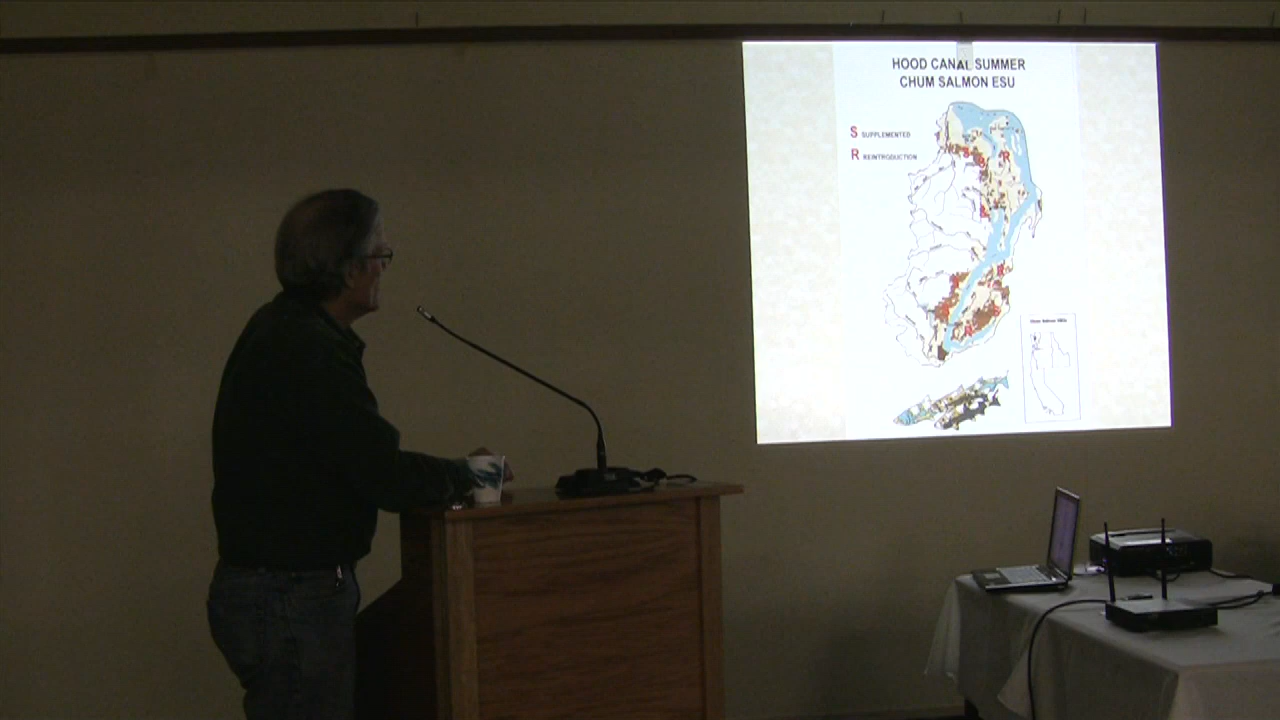 HOOD CANAL SUMMER
CHUM SALMON ESU
S SUPPLEMENTED
R REINTRODUCTION